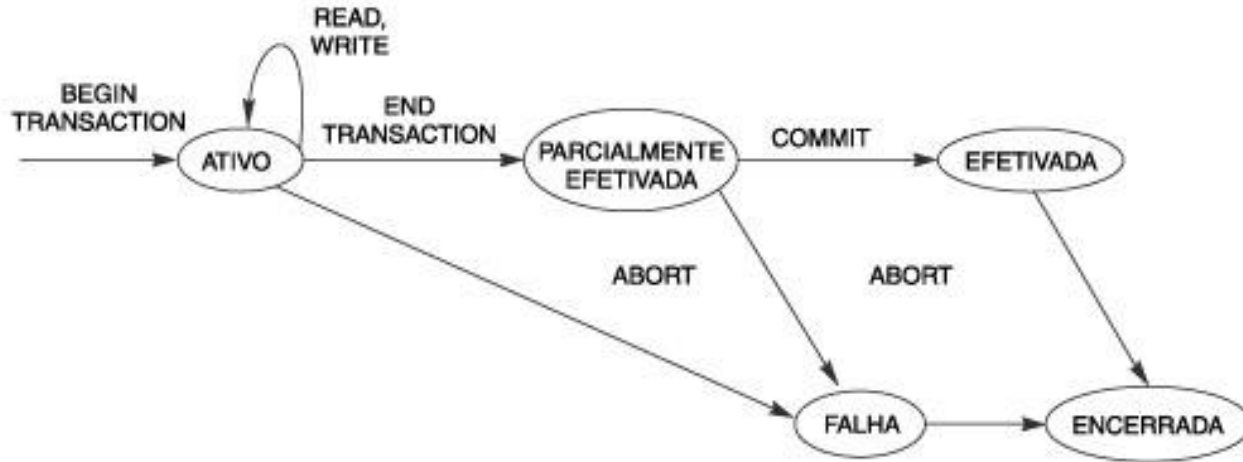 READ,
WRITE
BEGIN
TRANSACTION
END
TRANSACTION
ATIVO
PARCIALMENTE
EFETIVADA
COMMIT
EFETIVADA
ABORT
ABORT
FALHA
ENCERRADA